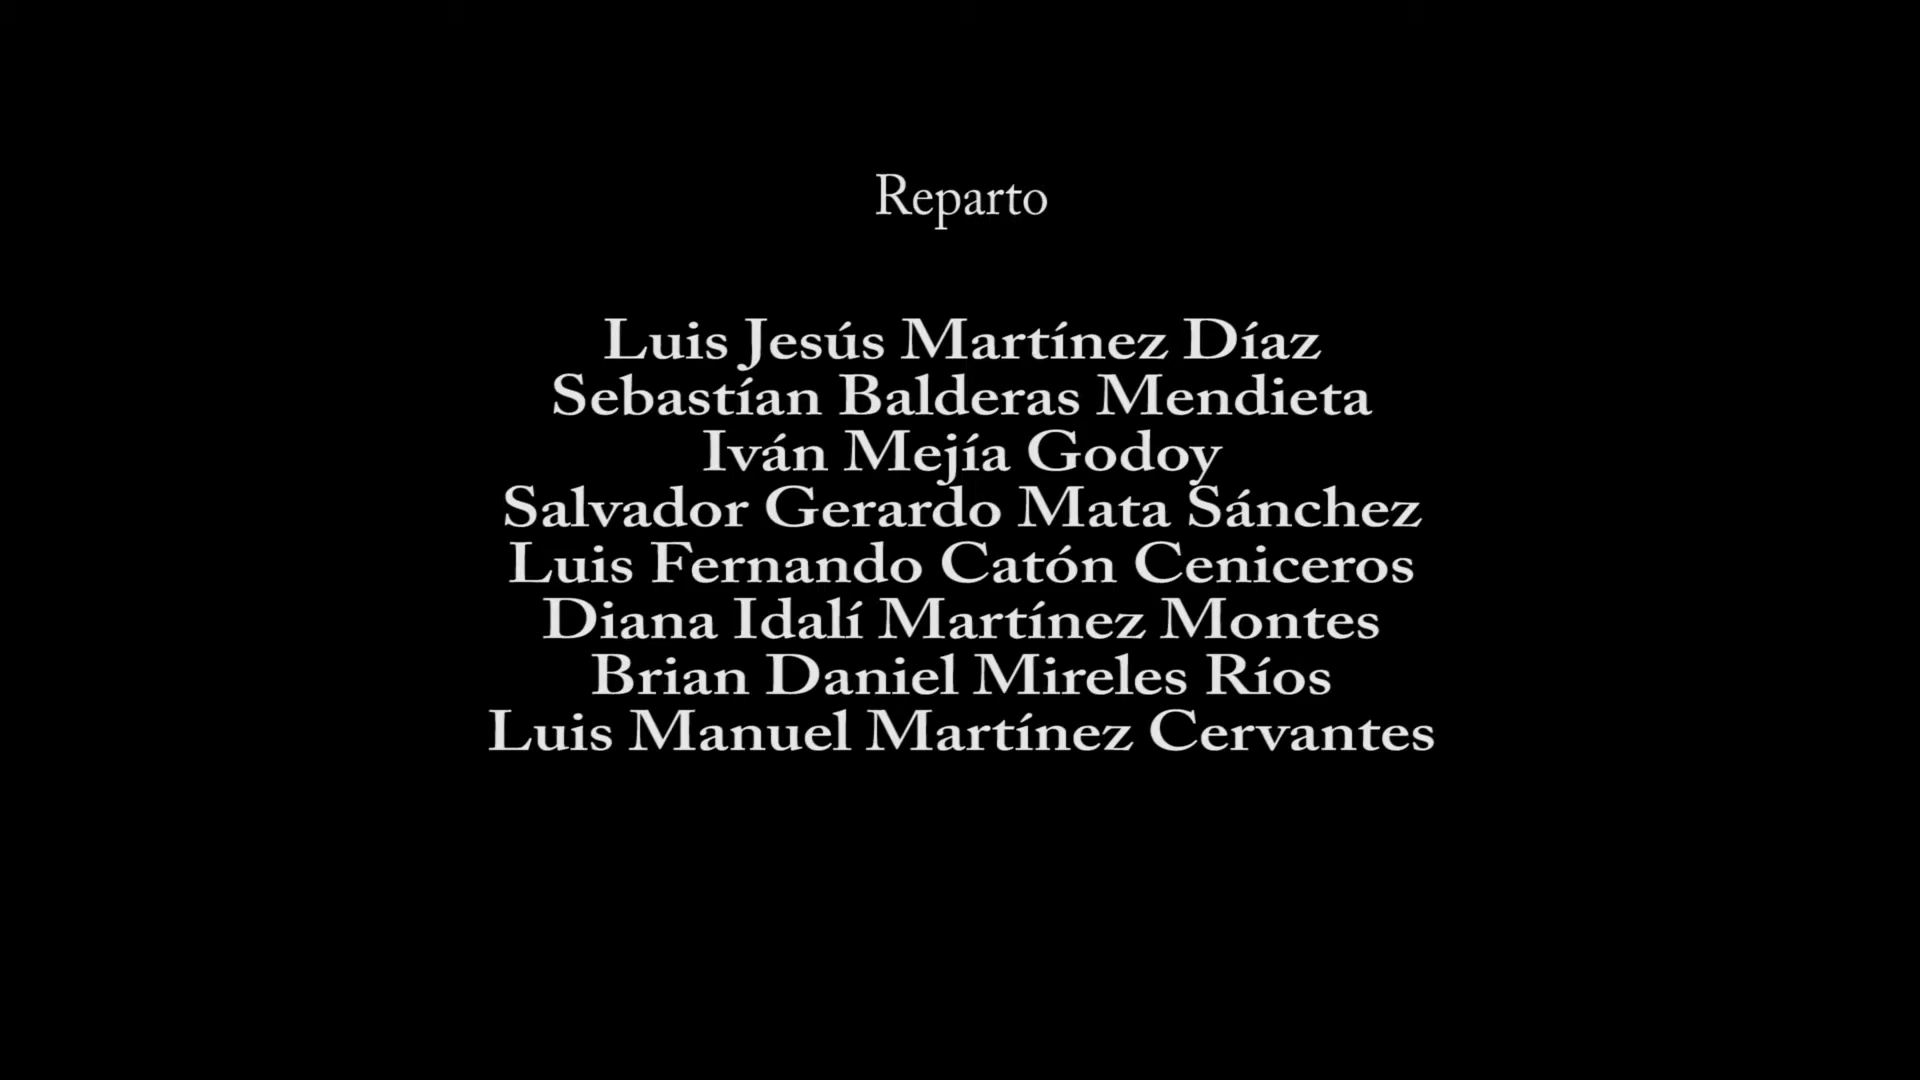 Reparto
Luis Jesús Martínez Díaz
Sebastían Balderas Mendieta
Iván Mejía Godoy
Salvador Gerardo Mata Sánchez
Luis Fernando Catón Ceniceros
Diana Idalí Martínez Montes
Brian Daniel Mireles Ríos
Luis Manuel Martínez Cervantes